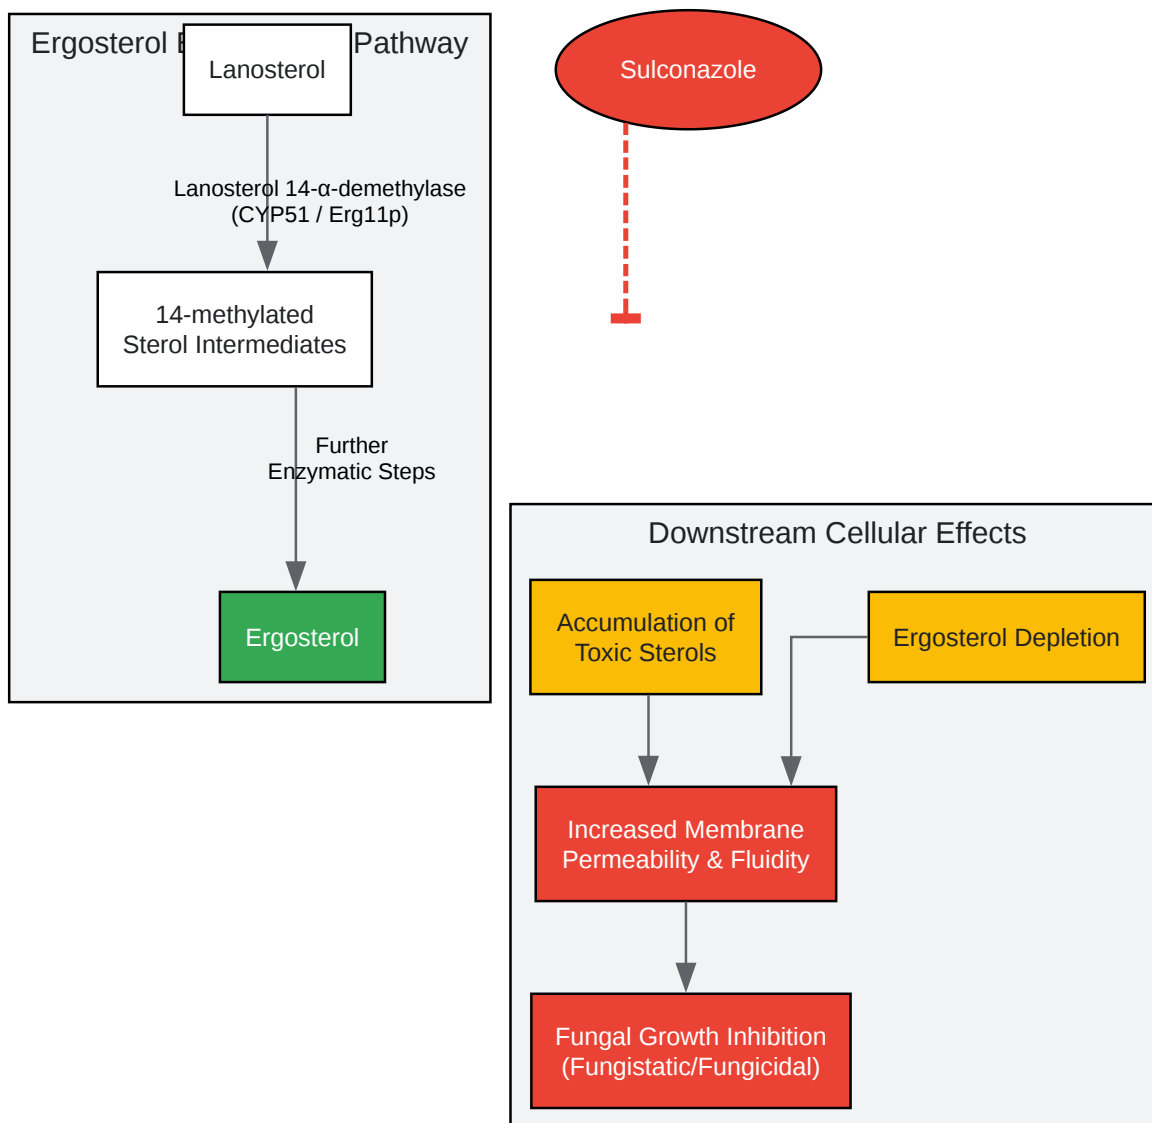 Ergosterol Pathway
Lanosterol
Sulconazole
Lanosterol 14-α-demethylase
(CYP51 / Erg11p)
14-methylated
Sterol Intermediates
Further
Enzymatic Steps
Ergosterol
Downstream Cellular Effects
Accumulation of
Toxic Sterols
Ergosterol Depletion
Increased Membrane
Permeability & Fluidity
Fungal Growth Inhibition
(Fungistatic/Fungicidal)